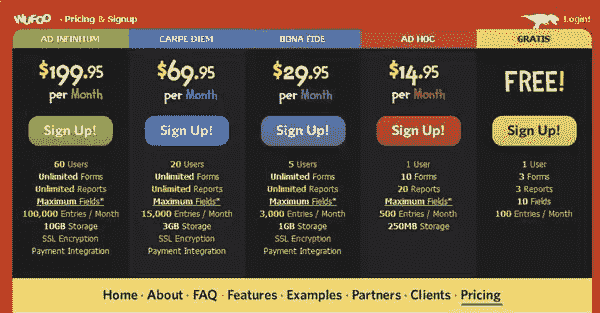 WUFOO · Pricing & Signup
Login!
AD INFINITUM
$199.95
per Month
Sign Up!
60 Users
Unlimited Forms
Unlimited Reports
Maximum Fields*
100,000 Entries / Month
10GB Storage
SSL Encryption
Payment Integration
CARPE DIEM
$69.95
per Month
Sign Up!
20 Users
Unlimited Forms
Unlimited Reports
Maximum Fields*
15,000 Entries / Month
3GB Storage
SSL Encryption
Payment Integration
BONA FIDE
$29.95
per Month
Sign Up!
5 Users
Unlimited Forms
Unlimited Reports
Maximum Fields*
3,000 Entries / Month
1GB Storage
SSL Encryption
Payment Integration
AD HOC
$14.95
per Month
Sign Up!
1 User
10 Forms
20 Reports
Maximum Fields*
500 Entries / Month
250MB Storage
GRATIS
FREE!
Sign Up!
1 User
3 Forms
3 Reports
10 Fields
100 Entries / Month
Home · About · FAQ · Features · Examples · Partners · Clients · Pricing